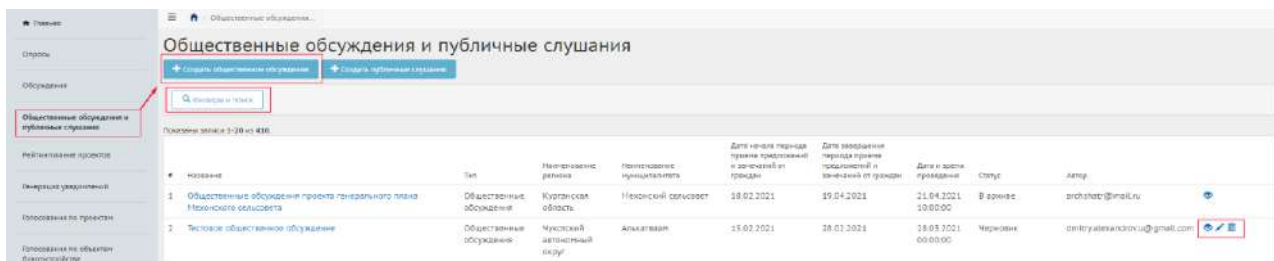 Главная
Общественные обсуждения...
Опросы
Общественные обсуждения и публичные слушания
Создать общественное обсуждение
Создать публичные слушания
Обсуждения
Фильтры и поиск
Общественные обсуждения и
публичные слушания
Показаны записи 1-20 из 410.
Рейтингование проектов
Генерация уведомлений
Голосования по проектам
Голосования по объектам
благоустройства
# Название Тип Наименование региона Наименование муниципалитета Дата начала периода приема предложений и замечаний от граждан Дата завершения периода приема предложений и замечаний от граждан Дата и время проведения Статус Автор
1 Общественные обсуждения проекта генерального плана Общественные Курганская Мехонский сельсовет 18.02.2021 19.04.2021 21.04.2021 В архиве
Мехонского сельсовета обсуждения область 10:00:00
2 Тестовое общественное обсуждение Общественные Чукотский 15.02.2021 28.02.2021 28.03.2021 Черновик dmitry.alexandrov.u@gmail.com
обсуждения автономный 00:00:00
округ